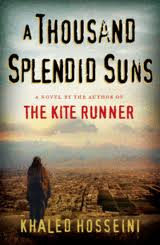 A THOUSAND
SPLENDID SUNS
A NOVEL BY THE AUTHOR OF
THE KITE RUNNER
KHALED HOSSEINI